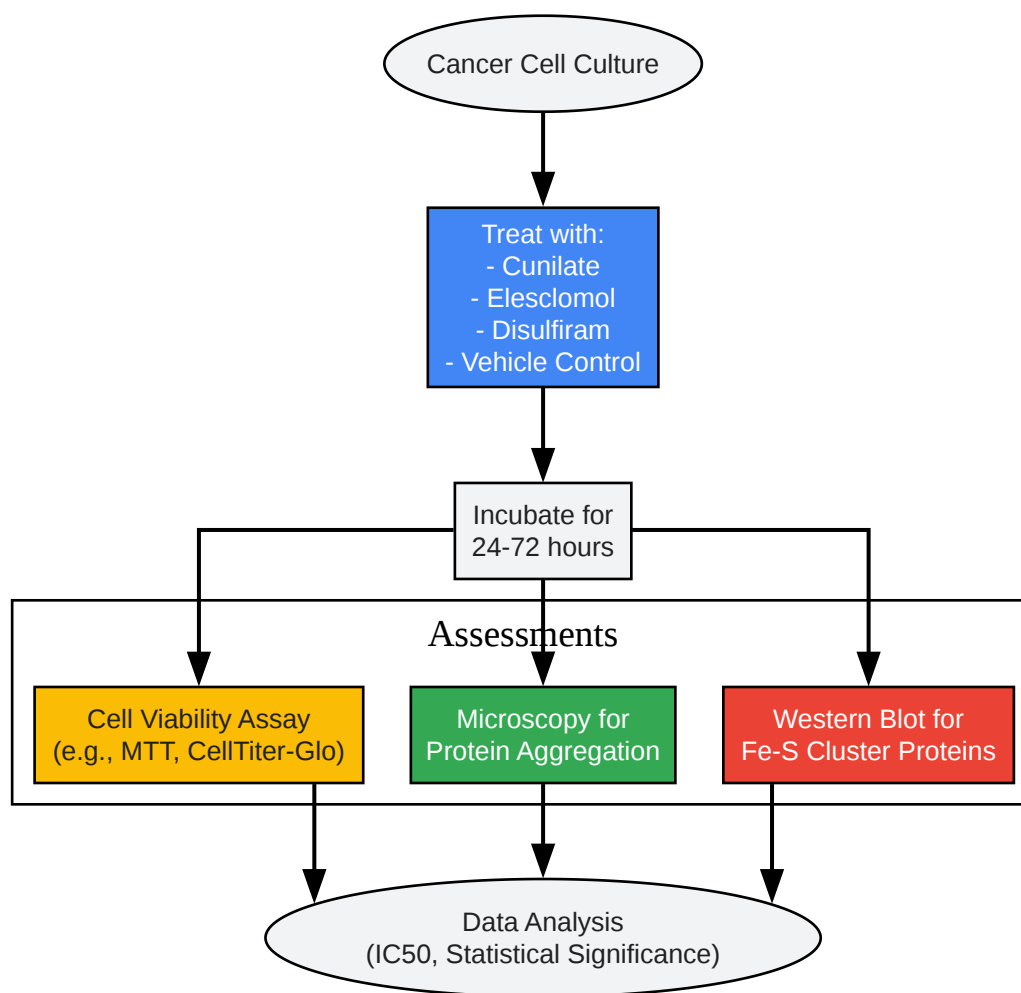 Cancer Cell Culture
Treat with:
- Cunilate
- Elesclomol
- Disulfiram
- Vehicle Control
Incubate for
24-72 hours
Assessments
Cell Viability Assay
(e.g., MTT, CellTiter-Glo)
Microscopy for
Protein Aggregation
Western Blot for
Fe-S Cluster Proteins
Data Analysis
(IC50, Statistical Significance)